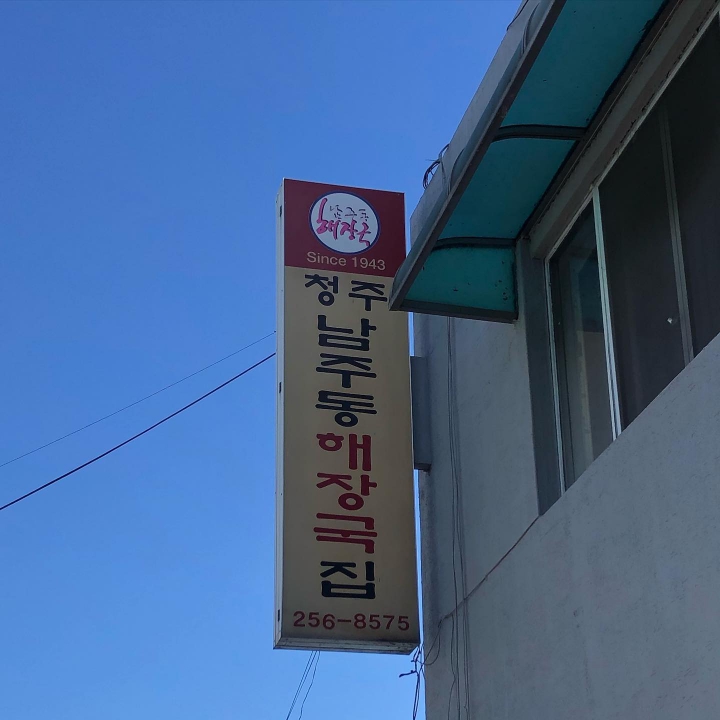 남주동
해장국
Since 1943
청주
남주동해장국집
256-8575